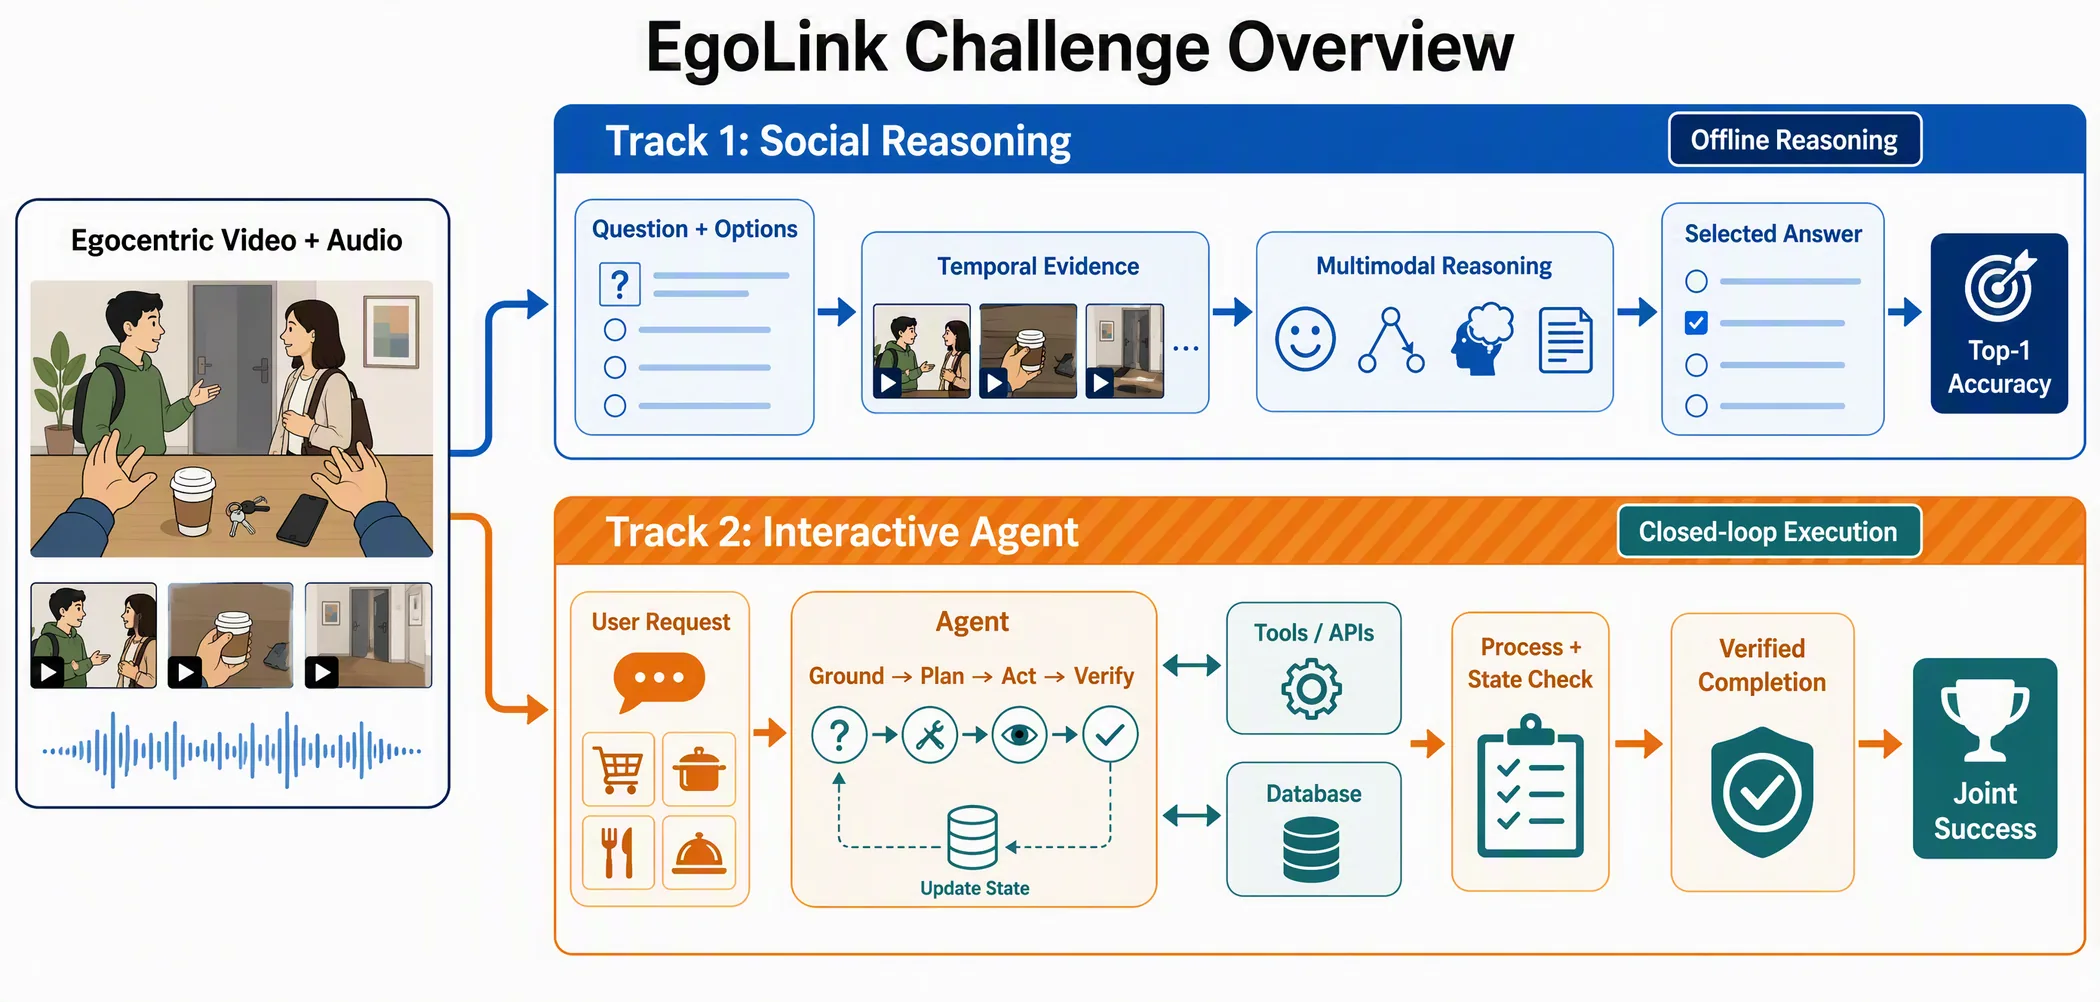 EgoLink Challenge Overview
Egocentric Video + Audio
Track 1: Social Reasoning
Offline Reasoning
Question + Options
?
Temporal Evidence
...
Multimodal Reasoning
Selected Answer
Top-1
Accuracy
Track 2: Interactive Agent
Closed-loop Execution
User Request
Agent
Ground → Plan → Act → Verify
?
Update State
Tools / APIs
Database
Process +
State Check
Verified
Completion
Joint
Success